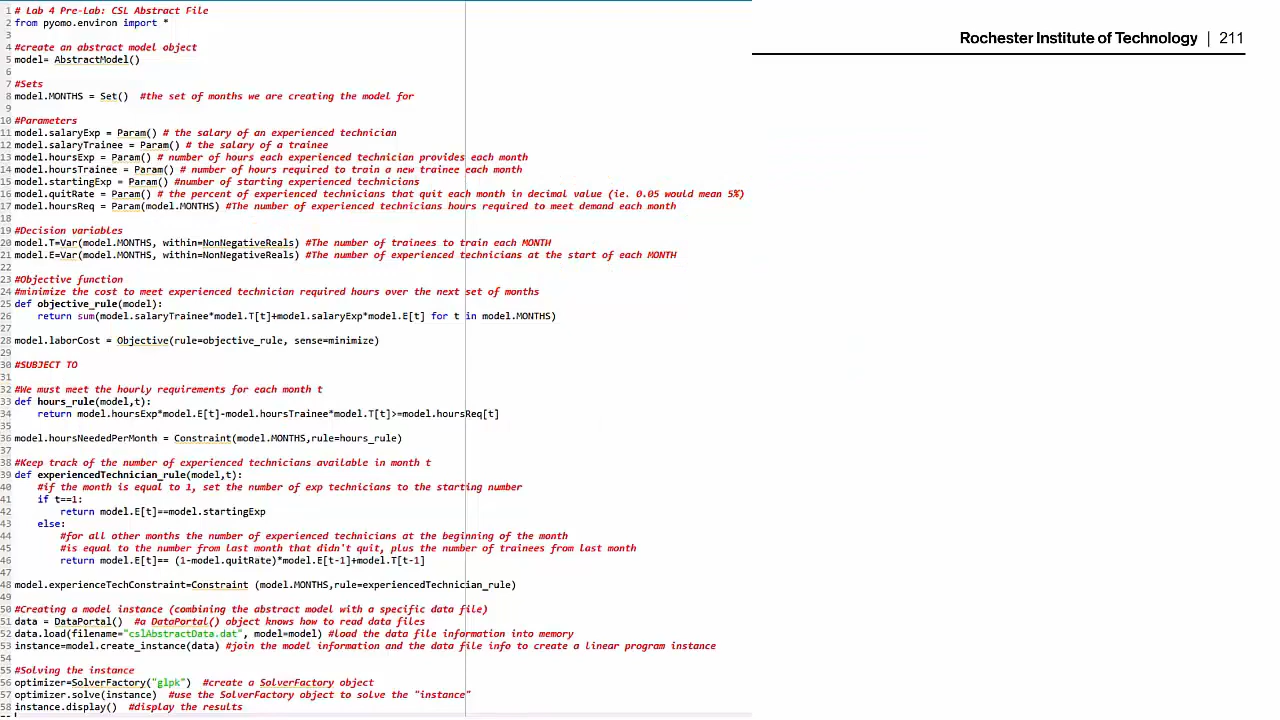 1 # Lab 4 Pre-Lab: CSL Abstract File
2 from pyomo.environ import *
3
4 #create an abstract model object
5 model= AbstractModel()
6
7 #Sets
8 model.MONTHS = Set()  #the set of months we are creating the model for
9
10 #Parameters
11 model.salaryExp = Param() # the salary of an experienced technician
12 model.salaryTrainee = Param() # the salary of a trainee
13 model.hoursExp = Param() # number of hours each experienced technician provides each month
14 model.hoursTrainee = Param() # number of hours required to train a new trainee each month
15 model.startingExp = Param() #number of starting experienced technicians
16 model.quitRate = Param() # the percent of experienced technicians that quit each month in decimal value (ie. 0.05 would mean 5%)
17 model.hoursReq = Param(model.MONTHS) #The number of experienced technicians hours required to meet demand each month
18
19 #Decision variables
20 model.T=Var(model.MONTHS, within=NonNegativeReals) #The number of trainees to train each MONTH
21 model.E=Var(model.MONTHS, within=NonNegativeReals) #The number of experienced technicians at the start of each MONTH
22
23 #Objective function
24 #minimize the cost to meet experienced technician required hours over the next set of months
25 def objective_rule(model):
26     return sum(model.salaryTrainee*model.T[t]+model.salaryExp*model.E[t] for t in model.MONTHS)
27
28 model.laborCost = Objective(rule=objective_rule, sense=minimize)
29
30 #SUBJECT TO
31
32 #We must meet the hourly requirements for each month t
33 def hours_rule(model,t):
34     return model.hoursExp*model.E[t]-model.hoursTrainee*model.T[t]>=model.hoursReq[t]
35
36 model.hoursNeededPerMonth = Constraint(model.MONTHS,rule=hours_rule)
37
38 #Keep track of the number of experienced technicians available in month t
39 def experiencedTechnician_rule(model,t):
40     #if the month is equal to 1, set the number of exp technicians to the starting number
41     if t==1:
42         return model.E[t]==model.startingExp
43     else:
44         #for all other months the number of experienced technicians at the beginning of the month
45         #is equal to the number from last month that didn't quit, plus the number of trainees from last month
46         return model.E[t]== (1-model.quitRate)*model.E[t-1]+model.T[t-1]
47
48 model.experienceTechConstraint=Constraint (model.MONTHS,rule=experiencedTechnician_rule)
49
50 #Creating a model instance (combining the abstract model with a specific data file)
51 data = DataPortal()  #a DataPortal() object knows how to read data files
52 data.load(filename="cslAbstractData.dat", model=model) #load the data file information into memory
53 instance=model.create_instance(data) #join the model information and the data file info to create a linear program instance
54
55 #Solving the instance
56 optimizer=SolverFactory("glpk")  #create a SolverFactory object
57 optimizer.solve(instance)  #use the SolverFactory object to solve the "instance"
58 instance.display()  #display the results
Rochester Institute of Technology | 211